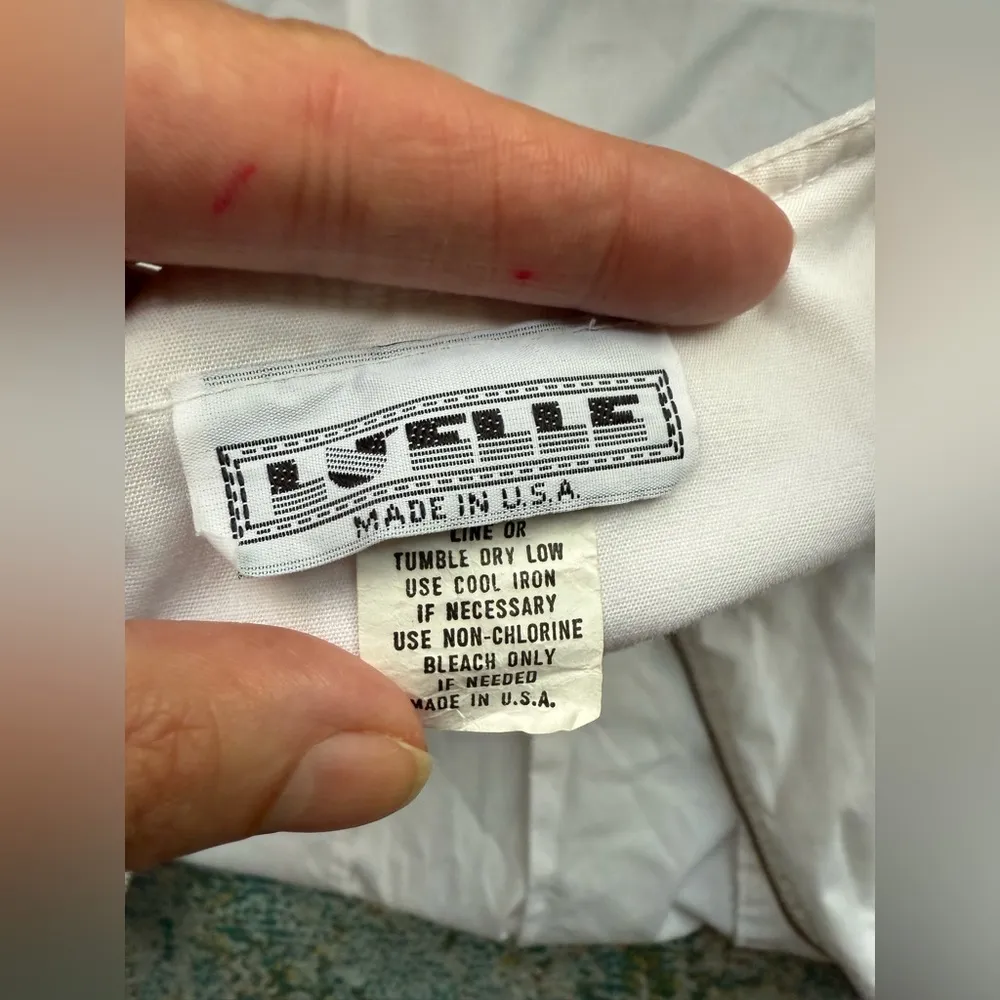 LUELLE
MADE IN U.S.A.
LINE OR
TUMBLE DRY LOW
USE COOL IRON
IF NECESSARY
USE NON-CHLORINE
BLEACH ONLY
IF NEEDED
MADE IN U.S.A.